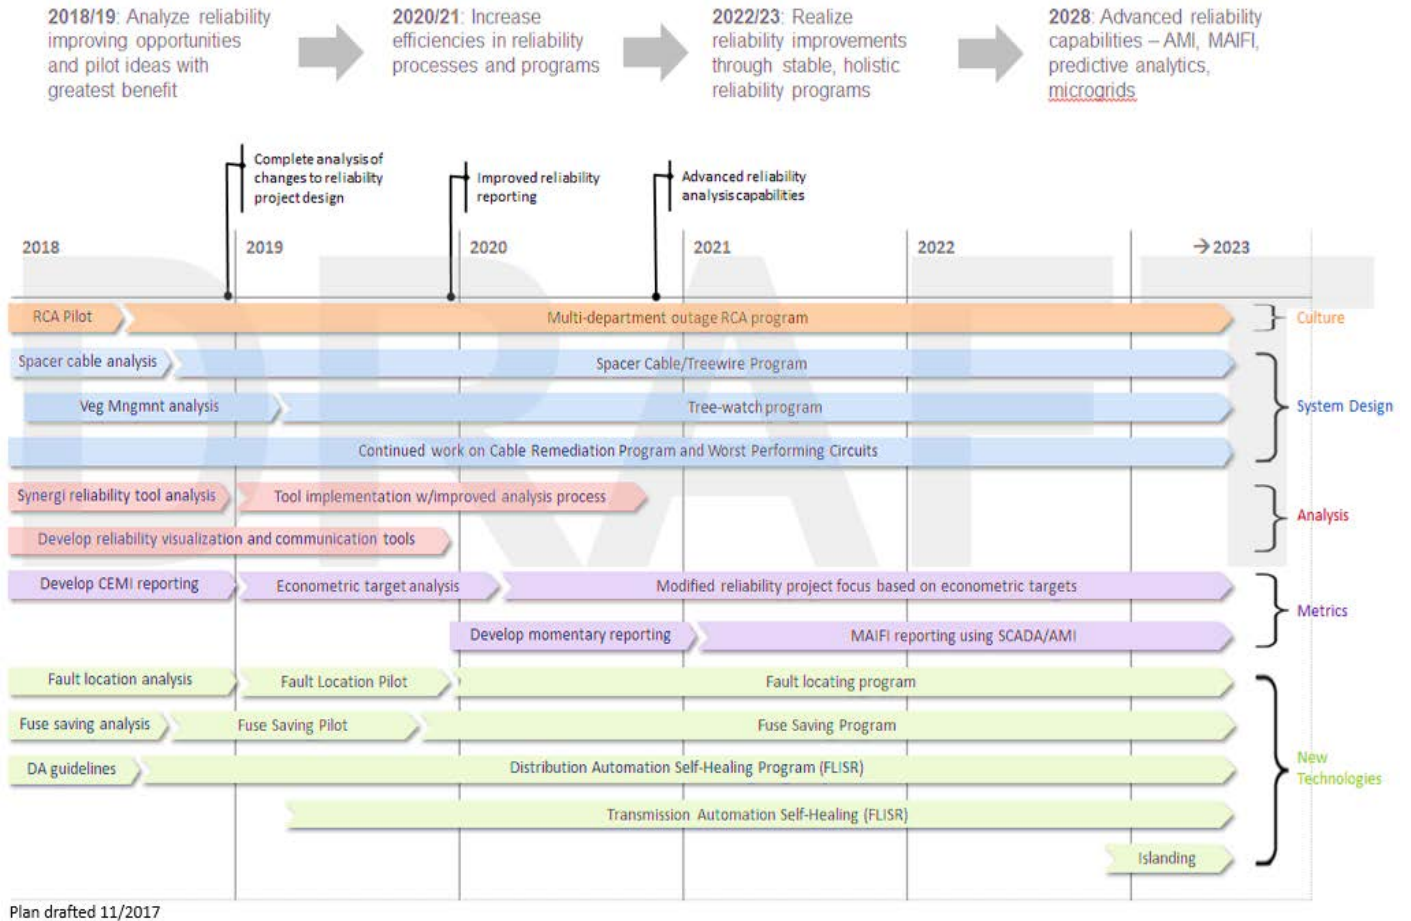 2018/19: Analyze reliability
improving opportunities
and pilot ideas with
greatest benefit
2020/21: Increase
efficiencies in reliability
processes and programs
2022/23: Realize
reliability improvements
through stable, holistic
reliability programs
2028: Advanced reliability
capabilities – AMI, MAIFI,
predictive analytics,
microgrids
Complete analysis of
changes to reliability
project design
Improved reliability
reporting
Advanced reliability
analysis capabilities
2018
2019
2020
2021
2022
→2023
DRAFT
RCA Pilot
Multi-department outage RCA program
Culture
Spacer cable analysis
Spacer Cable/Treewire Program
Veg Mngmnt analysis
Tree-watch program
System Design
Continued work on Cable Remediation Program and Worst Performing Circuits
Synergi reliability tool analysis
Tool implementation w/improved analysis process
Analysis
Develop reliability visualization and communication tools
Develop CEMI reporting
Econometric target analysis
Modified reliability project focus based on econometric targets
Metrics
Develop momentary reporting
MAIFI reporting using SCADA/AMI
Fault location analysis
Fault Location Pilot
Fault locating program
Fuse saving analysis
Fuse Saving Pilot
Fuse Saving Program
DA guidelines
Distribution Automation Self-Healing Program (FLISR)
New
Technologies
Transmission Automation Self-Healing (FLISR)
Islanding
Plan drafted 11/2017